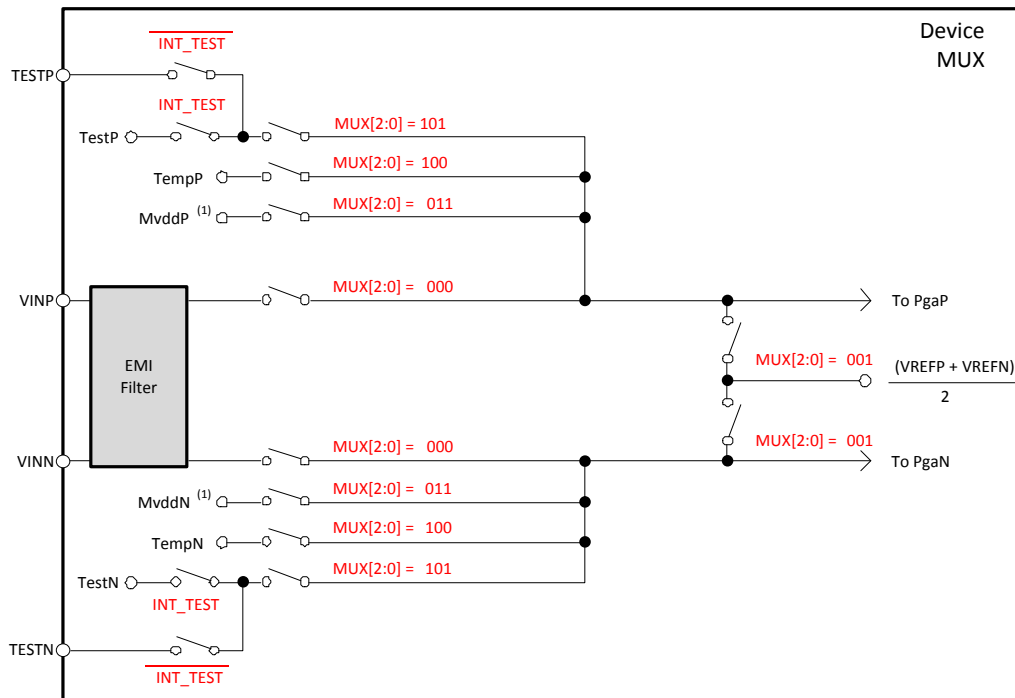 Device
MUX
INT_TEST
TESTP
INT_TEST
TestP
MUX[2:0] = 101
TempP
MUX[2:0] = 100
MvddP (1)
MUX[2:0] = 011
VINP
MUX[2:0] = 000
To PgaP
EMI
Filter
MUX[2:0] = 001
(VREFP + VREFN)
2
VINN
MUX[2:0] = 000
MUX[2:0] = 001
To PgaN
MvddN (1)
MUX[2:0] = 011
TempN
MUX[2:0] = 100
TestN
MUX[2:0] = 101
INT_TEST
TESTN
INT_TEST